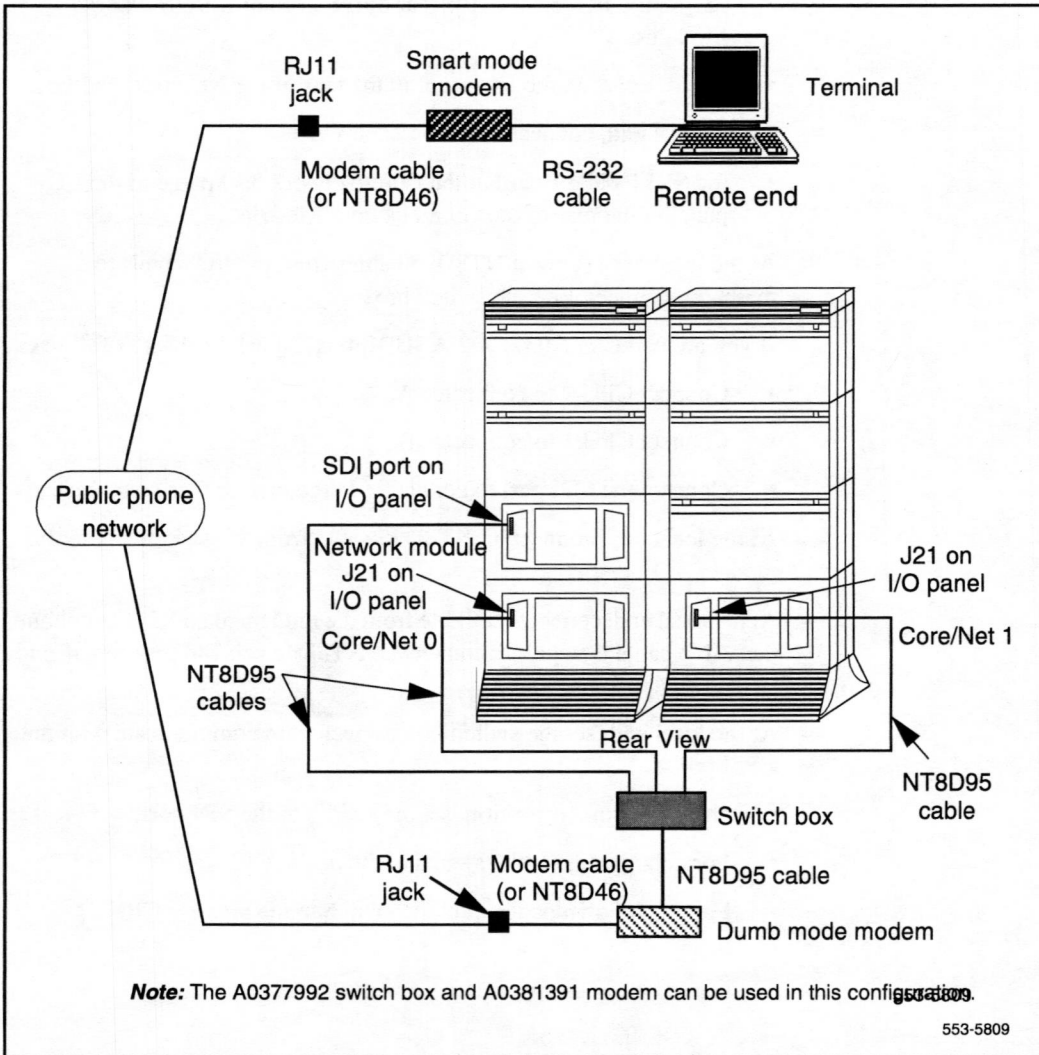 RJ11
jack
Smart mode
modem
Terminal
Modem cable
(or NT8D46)
RS-232
cable
Remote end
Public phone
network
SDI port on
I/O panel
Network module
J21 on
I/O panel
Core/Net 0
J21 on
I/O panel
Core/Net 1
NT8D95
cables
Rear View
NT8D95
cable
Switch box
RJ11
jack
Modem cable
(or NT8D46)
NT8D95 cable
Dumb mode modem
Note: The A0377992 switch box and A0381391 modem can be used in this configuration.
553-5809
553-5809